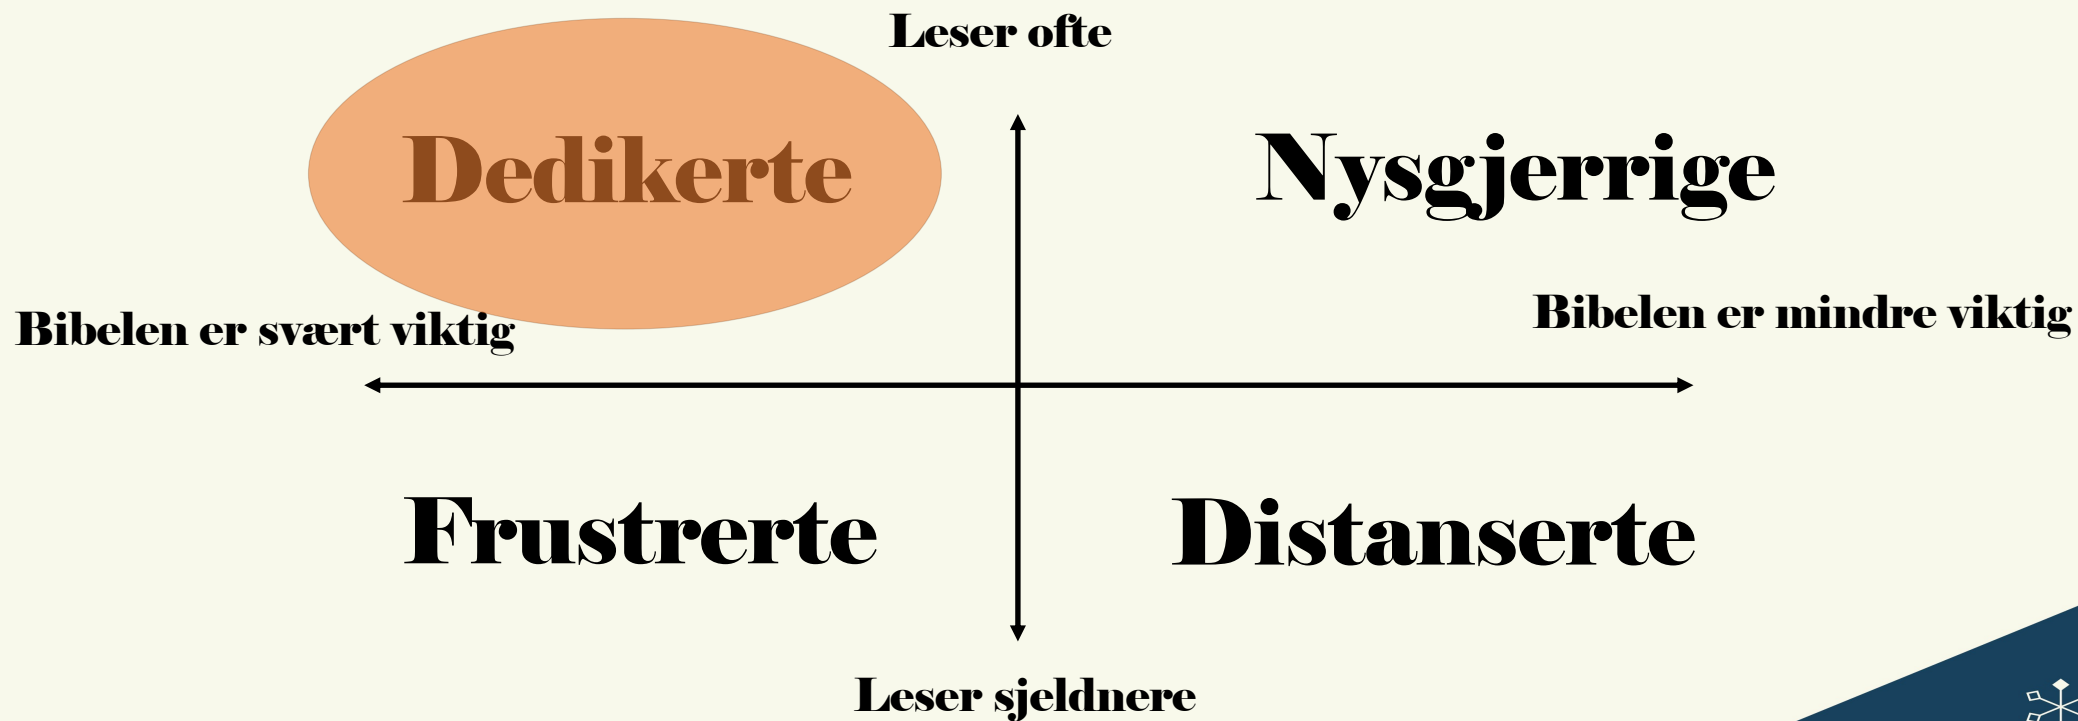 Leser ofte
Dedikerte
Nysgjerrige
Bibelen er svært viktig
Bibelen er mindre viktig
Frustrerte
Distanserte
Leser sjeldnere